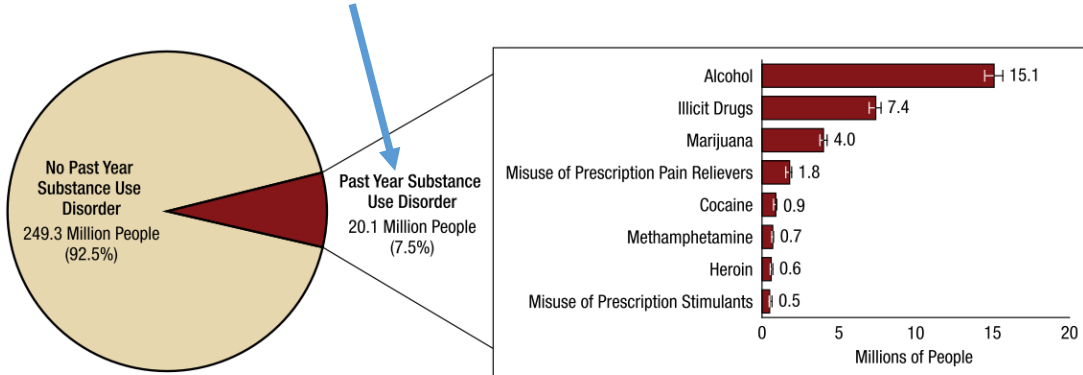 No Past Year
Substance Use
Disorder
249.3 Million People
(92.5%)
Past Year Substance
Use Disorder
20.1 Million People
(7.5%)
Alcohol
15.1
Illicit Drugs
7.4
Marijuana
4.0
Misuse of Prescription Pain Relievers
1.8
Cocaine
0.9
Methamphetamine
0.7
Heroin
0.6
Misuse of Prescription Stimulants
0.5
0 5 10 15 20
Millions of People